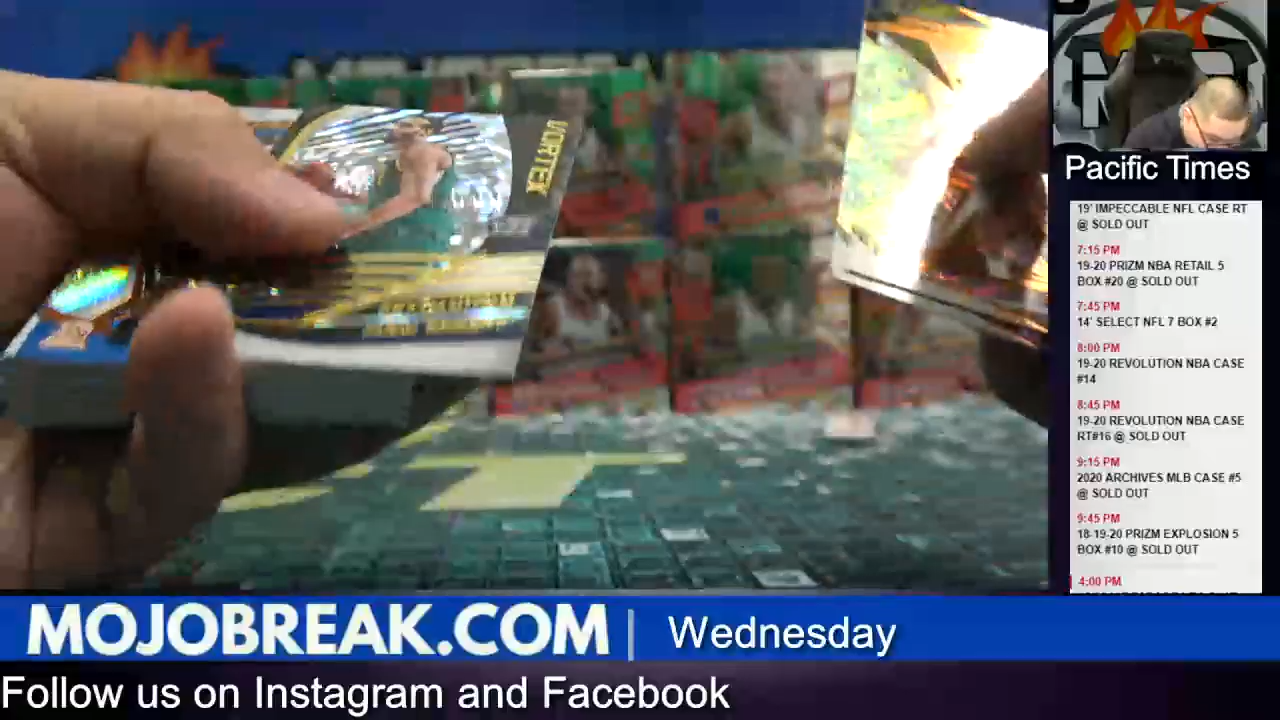 VORTEX
Pacific Times
19' IMPECCABLE NFL CASE RT
@ SOLD OUT
7:15 PM
19-20 PRIZM NBA RETAIL 5
BOX #20 @ SOLD OUT
7:45 PM
14' SELECT NFL 7 BOX #2
8:00 PM
19-20 REVOLUTION NBA CASE
#14
8:45 PM
19-20 REVOLUTION NBA CASE
RT#16 @ SOLD OUT
9:15 PM
2020 ARCHIVES MLB CASE #5
@ SOLD OUT
9:45 PM
18-19-20 PRIZM EXPLOSION 5
BOX #10 @ SOLD OUT
4:00 PM
MOJOBREAK.COM | Wednesday
Follow us on Instagram and Facebook